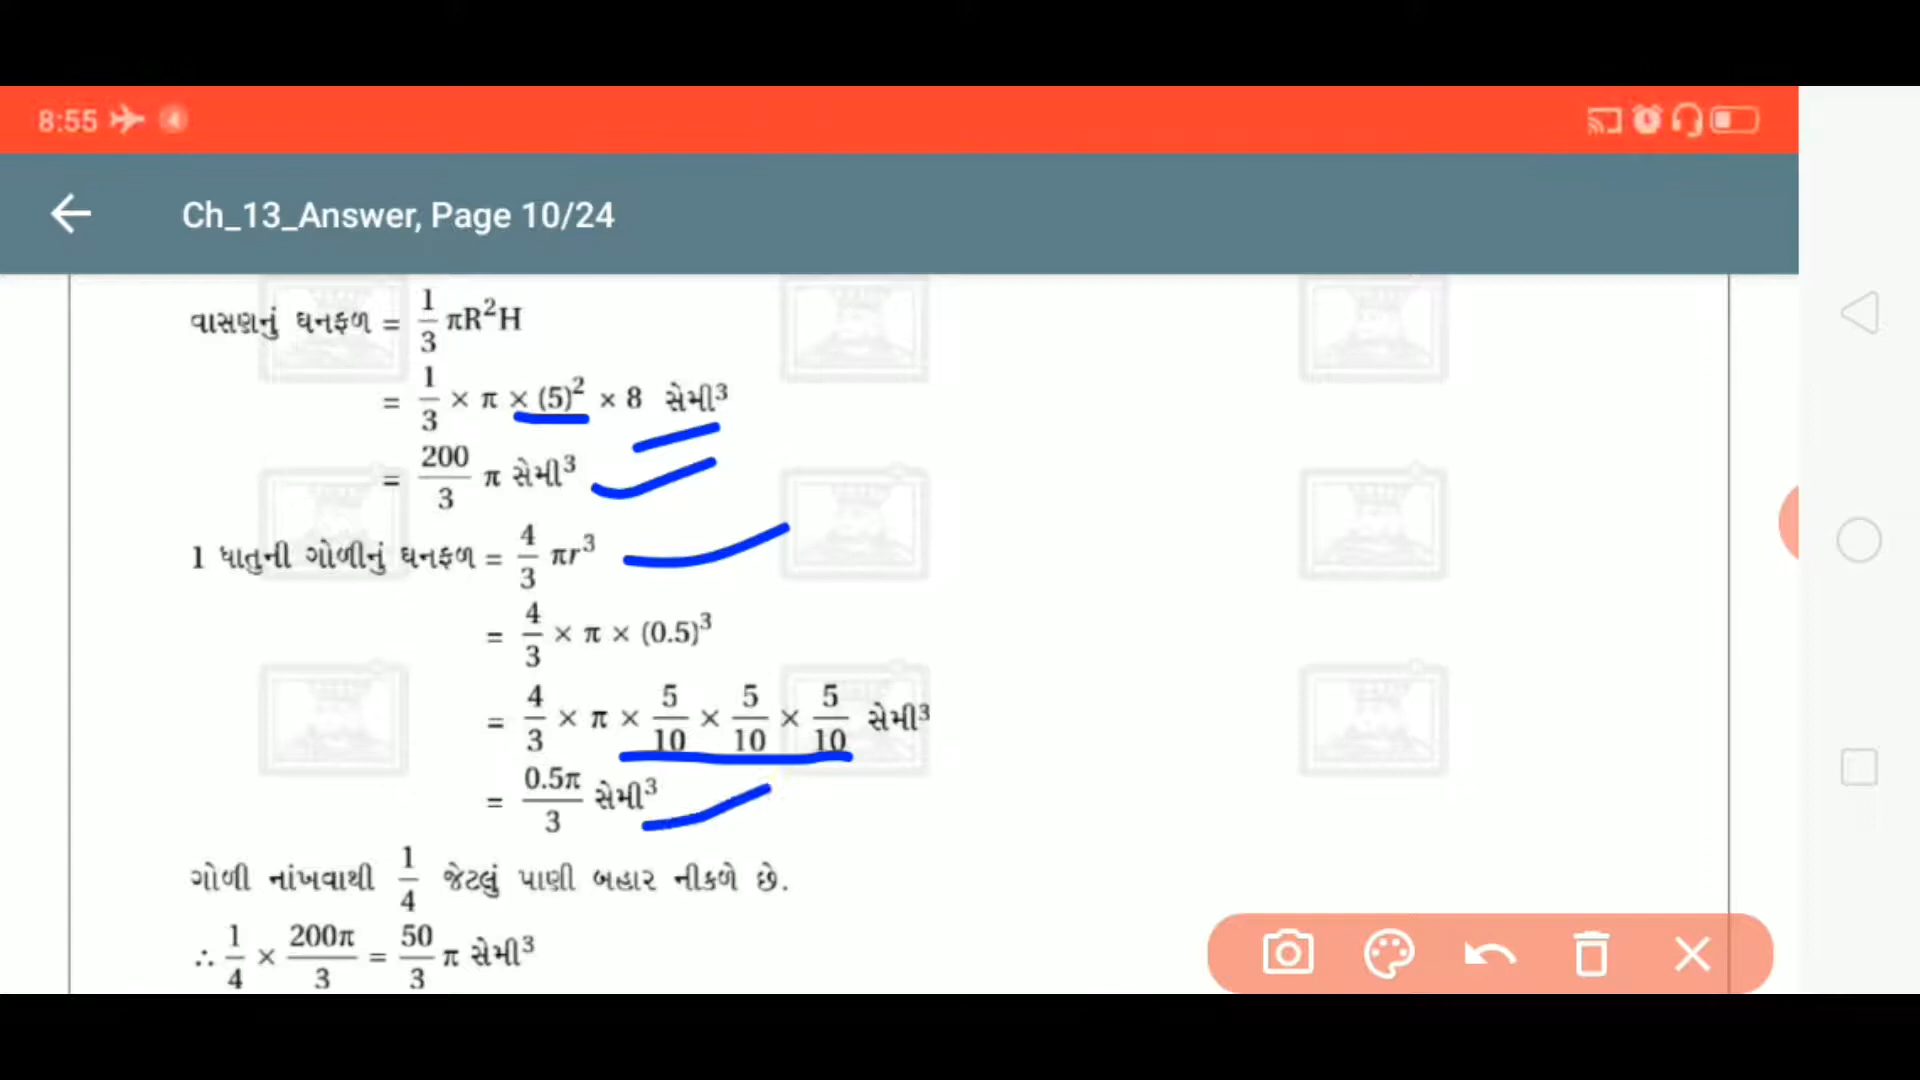 8:55 4
Ch_13_Answer, Page 10/24
વાસણનું ઘનફળ = 1/3 πR²H
= 1/3 × π × (5)² × 8 સેમી³
= 200/3 π સેમી³
1 ધાતુની ગોળીનું ઘનફળ = 4/3 πr³
= 4/3 × π × (0.5)³
= 4/3 × π × 5/10 × 5/10 × 5/10 સેમી³
= 0.5π/3 સેમી³
ગોળી નાંખવાથી 1/4 જેટલું પાણી બહાર નીકળે છે.
∴ 1/4 × 200π/3 = 50/3 π સેમી³